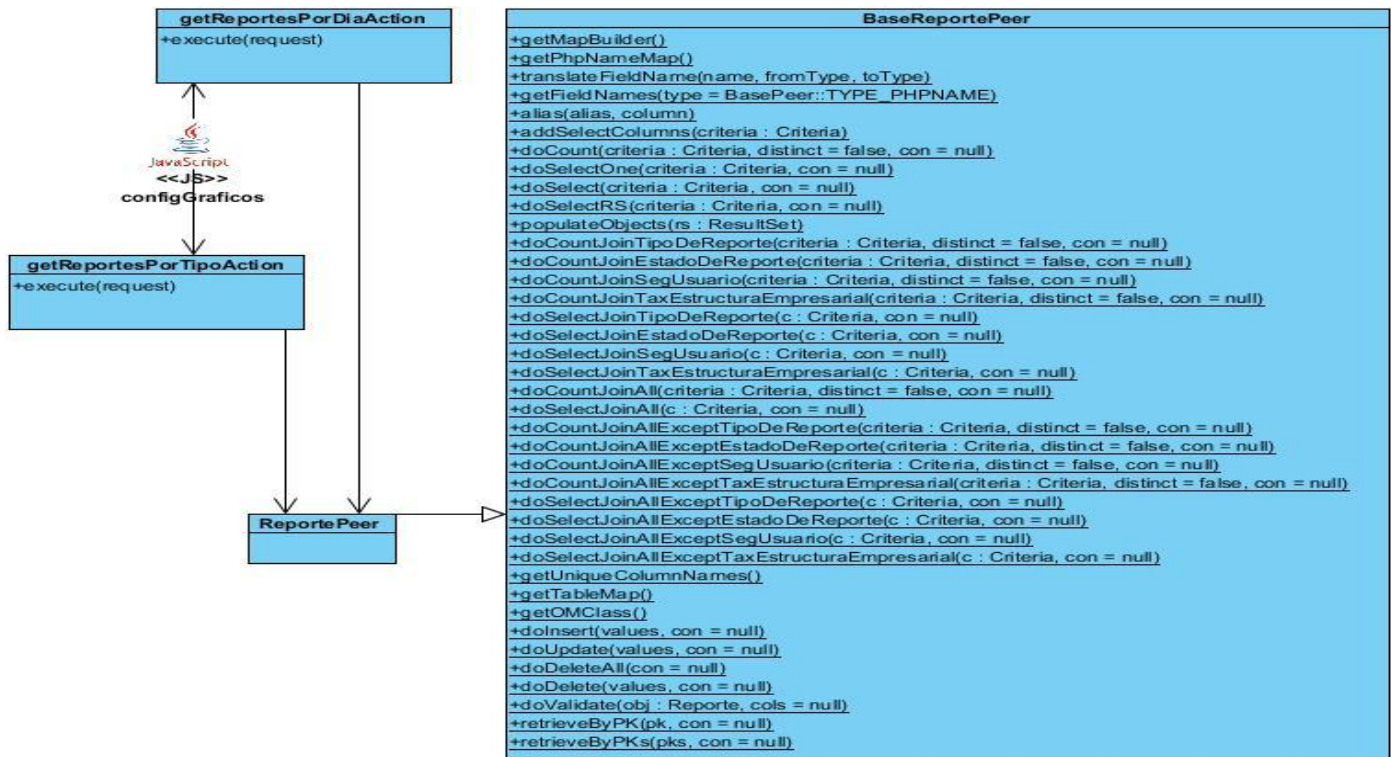 getReportesPorDiaAction
+execute(request)
JavaScript
<<JS>>
configGraficos
getReportesPorTipoAction
+execute(request)
ReportePeer
BaseReportePeer
+getMapBuilder()
+getPhpNameMap()
+translateFieldName(name, fromType, toType)
+getFieldNames(type = BasePeer::TYPE_PHPNAME)
+alias(alias, column)
+addSelectColumns(criteria : Criteria)
+doCount(criteria : Criteria, distinct = false, con = null)
+doSelectOne(criteria : Criteria, con = null)
+doSelect(criteria : Criteria, con = null)
+doSelectRS(criteria : Criteria, con = null)
+populateObjects(rs : ResultSet)
+doCountJoinTipoDeReporte(criteria : Criteria, distinct = false, con = null)
+doCountJoinEstadoDeReporte(criteria : Criteria, distinct = false, con = null)
+doCountJoinSegUsuario(criteria : Criteria, distinct = false, con = null)
+doCountJoinTaxEstructuraEmpresarial(criteria : Criteria, distinct = false, con = null)
+doSelectJoinTipoDeReporte(c : Criteria, con = null)
+doSelectJoinEstadoDeReporte(c : Criteria, con = null)
+doSelectJoinSegUsuario(c : Criteria, con = null)
+doSelectJoinTaxEstructuraEmpresarial(c : Criteria, con = null)
+doCountJoinAll(criteria : Criteria, distinct = false, con = null)
+doSelectJoinAll(c : Criteria, con = null)
+doCountJoinAllExceptTipoDeReporte(criteria : Criteria, distinct = false, con = null)
+doCountJoinAllExceptEstadoDeReporte(criteria : Criteria, distinct = false, con = null)
+doCountJoinAllExceptSegUsuario(criteria : Criteria, distinct = false, con = null)
+doCountJoinAllExceptTaxEstructuraEmpresarial(criteria : Criteria, distinct = false, con = null)
+doSelectJoinAllExceptTipoDeReporte(c : Criteria, con = null)
+doSelectJoinAllExceptEstadoDeReporte(c : Criteria, con = null)
+doSelectJoinAllExceptSegUsuario(c : Criteria, con = null)
+doSelectJoinAllExceptTaxEstructuraEmpresarial(c : Criteria, con = null)
+getUniqueColumnNames()
+getTableMap()
+getOMClass()
+doInsert(values, con = null)
+doUpdate(values, con = null)
+doDeleteAll(con = null)
+doDelete(values, con = null)
+doValidate(obj : Reporte, cols = null)
+retrieveByPK(pk, con = null)
+retrieveByPKs(pks, con = null)